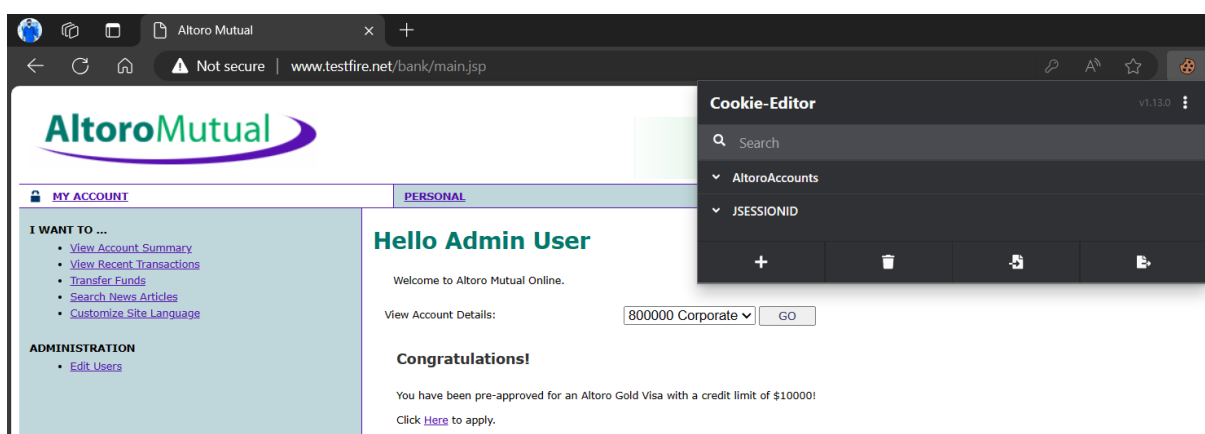 Altoro Mutual
Not secure | www.testfire.net/bank/main.jsp
Cookie-Editor
v1.13.0
Search
AltoroAccounts
JSESSIONID
AltoroMutual
MY ACCOUNT
PERSONAL
I WANT TO ...
View Account Summary
View Recent Transactions
Transfer Funds
Search News Articles
Customize Site Language
ADMINISTRATION
Edit Users
Hello Admin User
Welcome to Altoro Mutual Online.
View Account Details: 800000 Corporate GO
Congratulations!
You have been pre-approved for an Altoro Gold Visa with a credit limit of $10000!
Click Here to apply.